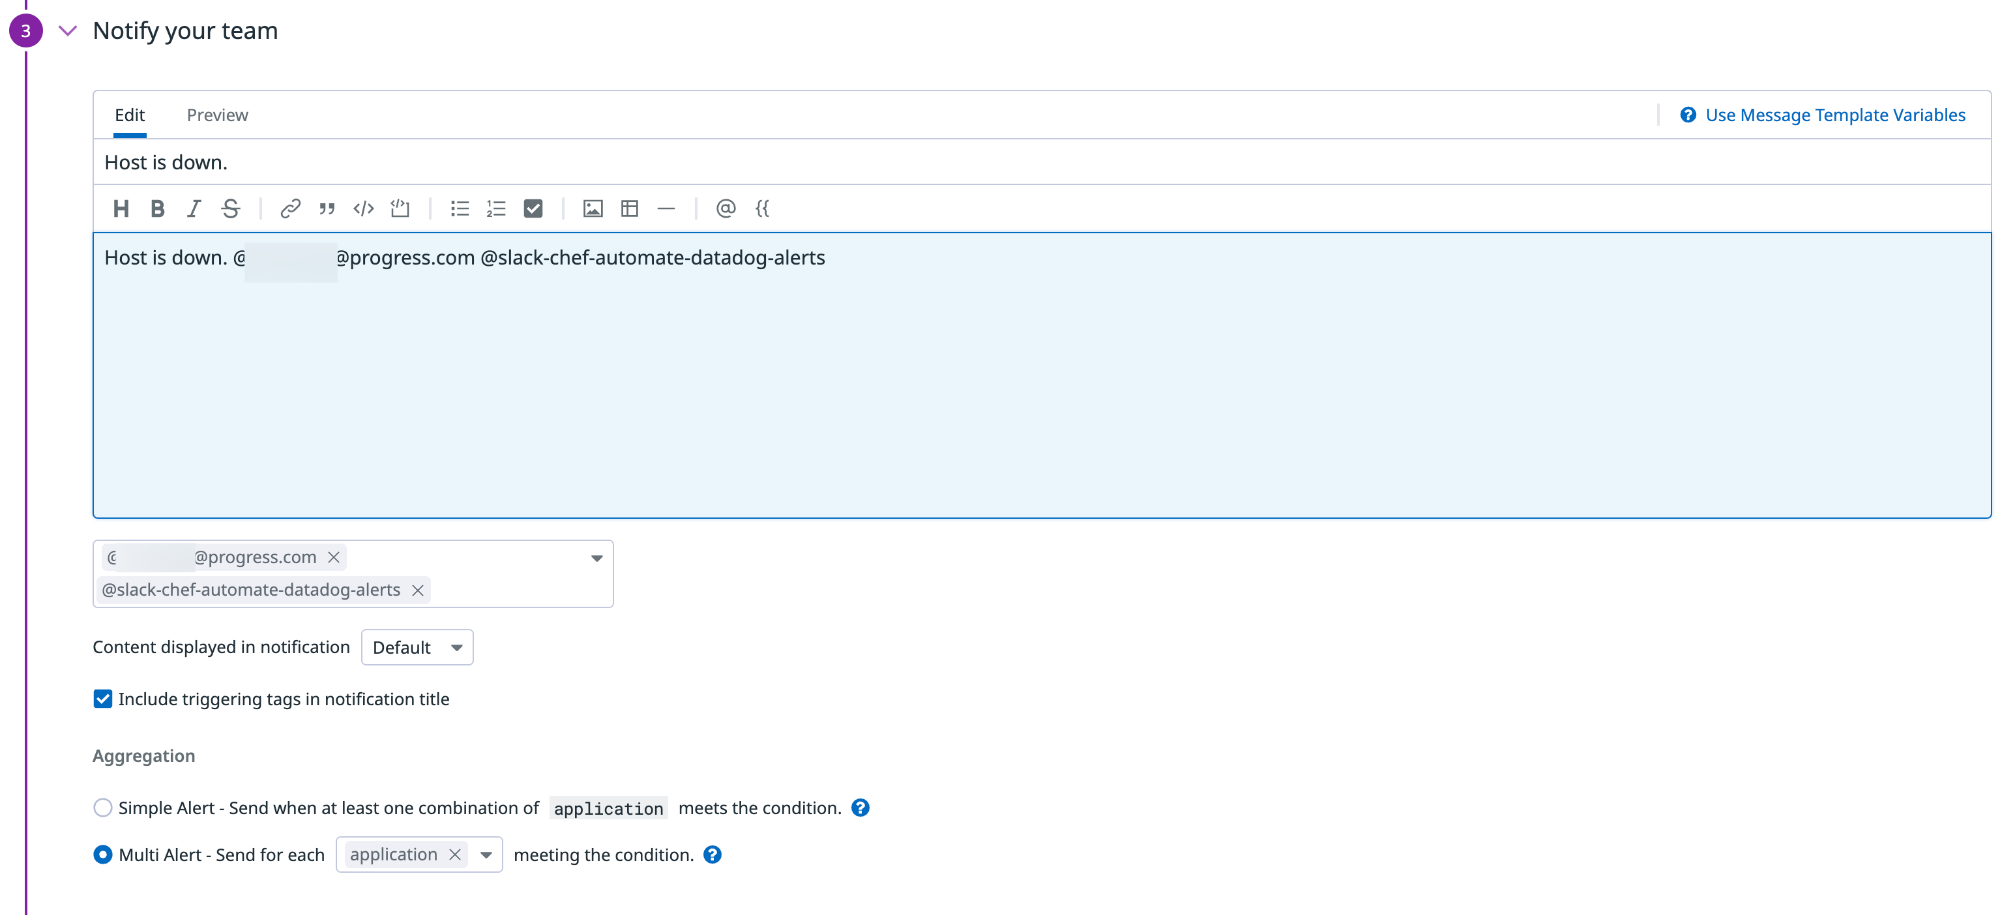 3 Notify your team
Edit Preview Use Message Template Variables
Host is down.
H B I S
Host is down. @ @progress.com @slack-chef-automate-datadog-alerts
@ @progress.com
@slack-chef-automate-datadog-alerts
Content displayed in notification Default
Include triggering tags in notification title
Aggregation
Simple Alert - Send when at least one combination of application meets the condition.
Multi Alert - Send for each application meeting the condition.